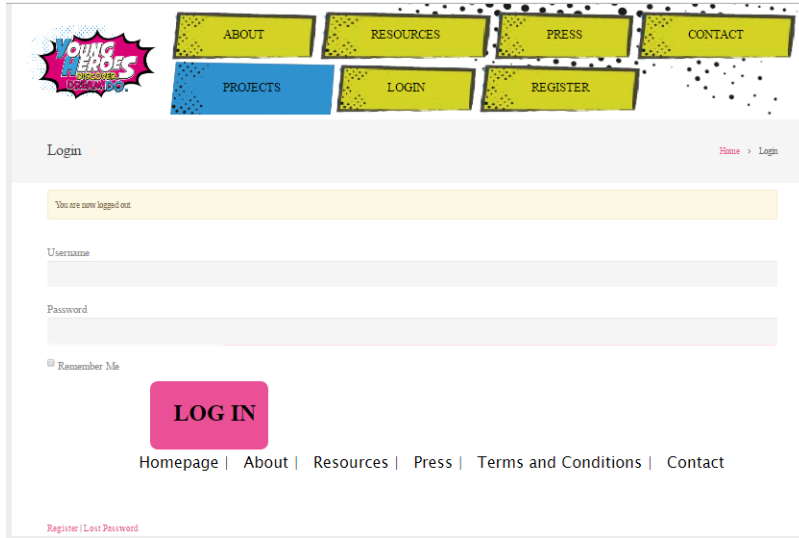 YOUNG
HEROES
DISCOVER.
DREAM. DO.
ABOUT RESOURCES PRESS CONTACT
PROJECTS LOGIN REGISTER
Login Home > Login
You are now logged out.
Username
Password
Remember Me
LOG IN
Homepage | About | Resources | Press | Terms and Conditions | Contact
Register | Lost Password